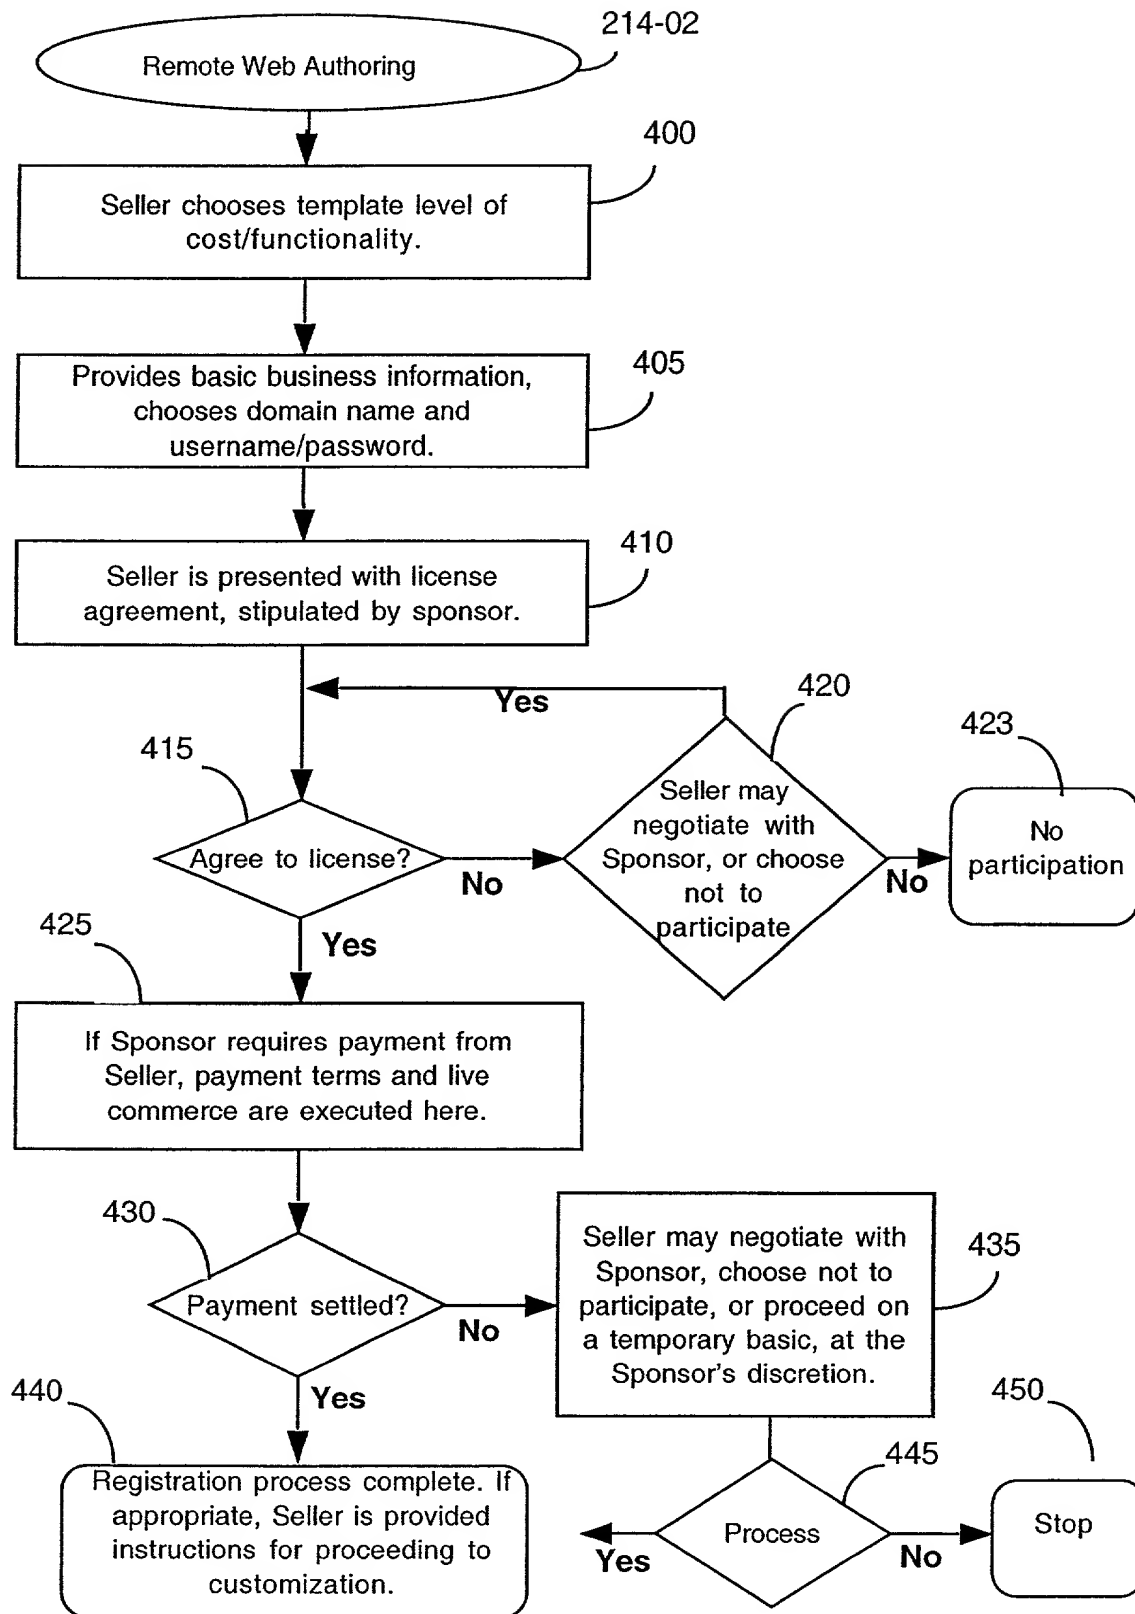 214-02
Remote Web Authoring
400
Seller chooses template level of
cost/functionality.
405
Provides basic business information,
chooses domain name and
username/password.
410
Seller is presented with license
agreement, stipulated by sponsor.
Yes
420
415
423
Agree to license?
No
Seller may
negotiate with
Sponsor, or choose
not to
participate
No
No
participation
425
Yes
If Sponsor requires payment from
Seller, payment terms and live
commerce are executed here.
430
Payment settled?
No
Seller may negotiate with
Sponsor, choose not to
participate, or proceed on
a temporary basic, at the
Sponsor's discretion.
435
440
Yes
Registration process complete. If
appropriate, Seller is provided
instructions for proceeding to
customization.
445
450
Yes
Process
No
Stop